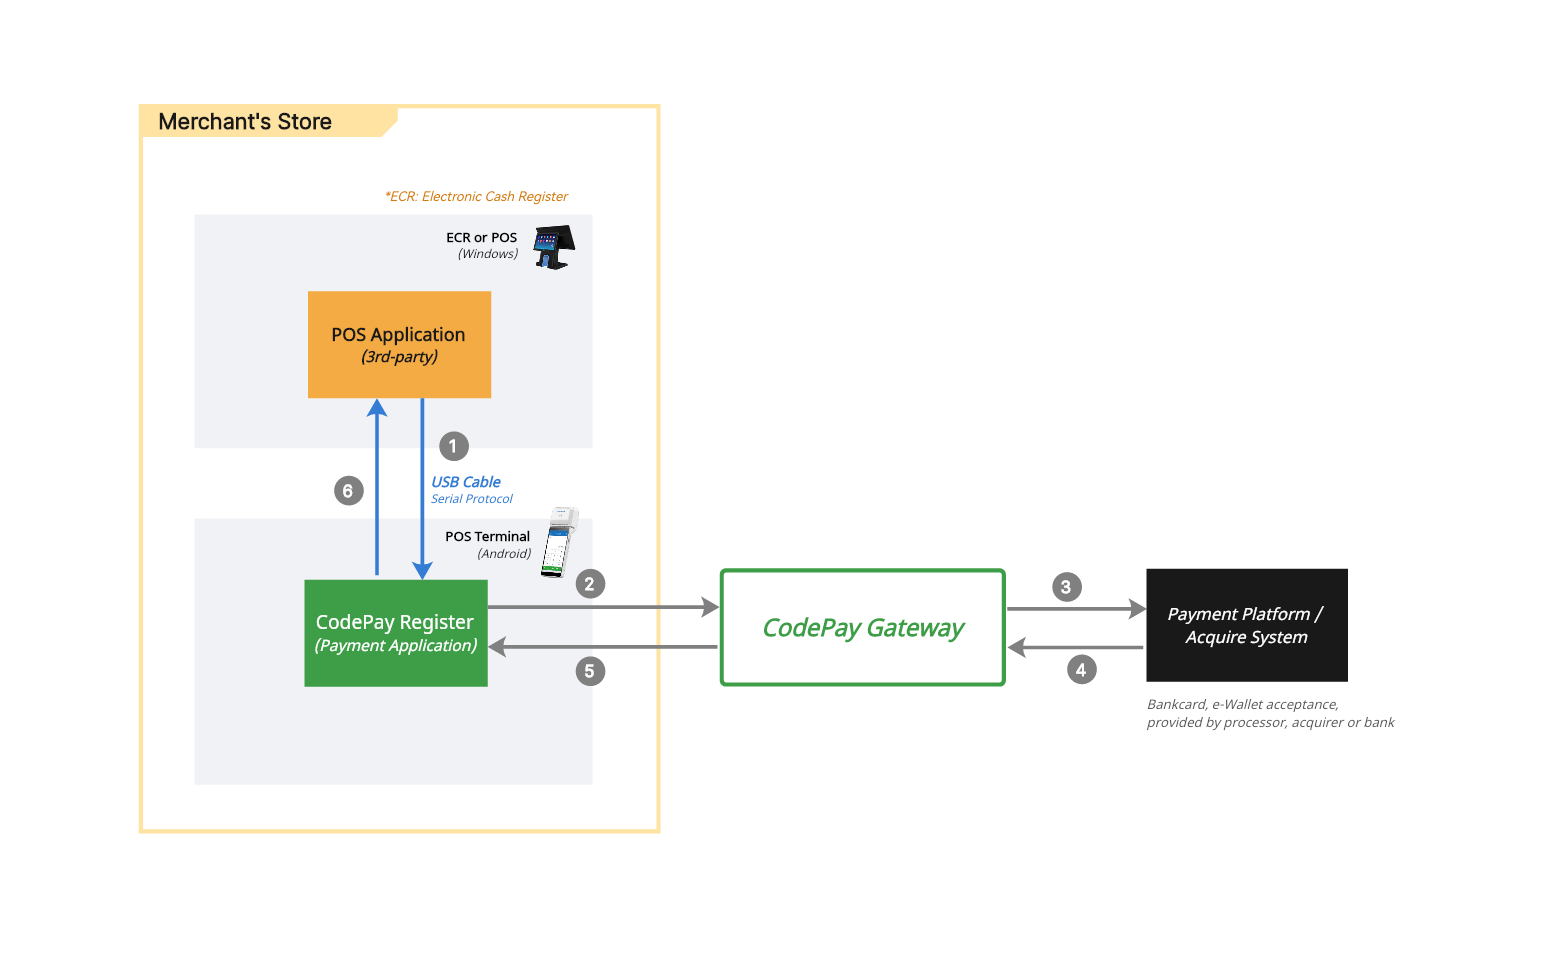 Merchant's Store
*ECR: Electronic Cash Register
ECR or POS
(Windows)
POS Application
(3rd-party)
1
6
USB Cable
Serial Protocol
POS Terminal
(Android)
2
3
CodePay Register
(Payment Application)
CodePay Gateway
Payment Platform /
Acquire System
5
4
Bankcard, e-Wallet acceptance,
provided by processor, acquirer or bank